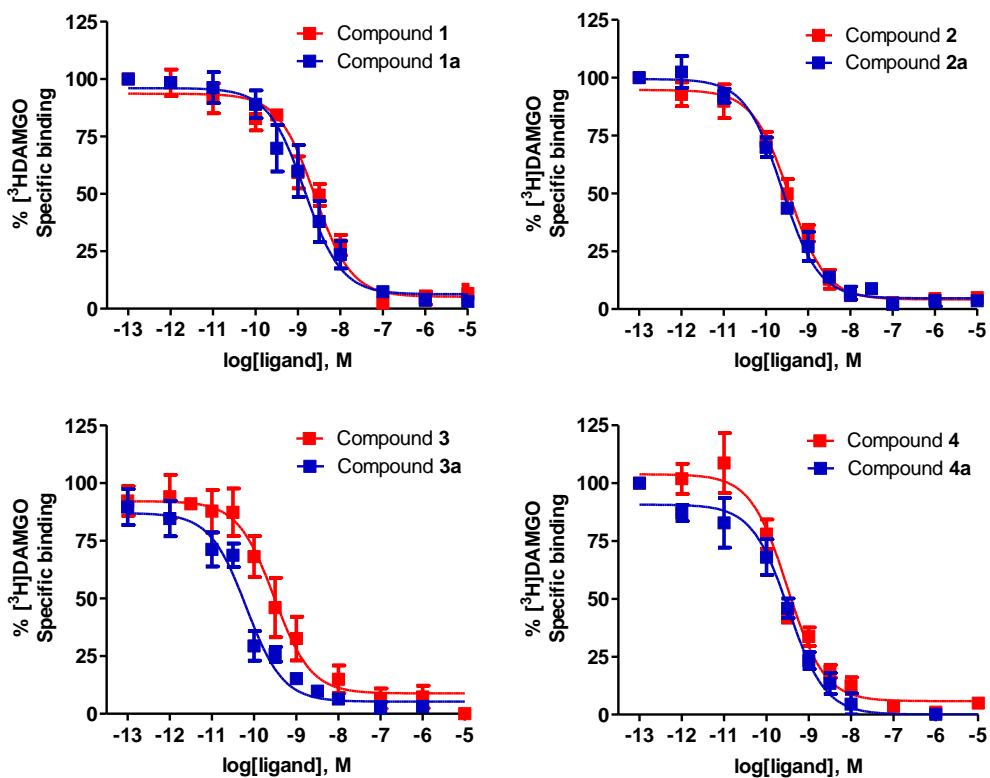 Compound 1
Compound 1a
% [³HDAMGO
Specific binding
125
100
75
50
25
0
-13 -12 -11 -10 -9 -8 -7 -6 -5
log[ligand], M
Compound 2
Compound 2a
% [³H]DAMGO
Specific binding
125
100
75
50
25
0
-13 -12 -11 -10 -9 -8 -7 -6 -5
log[ligand], M
Compound 3
Compound 3a
% [³H]DAMGO
Specific binding
125
100
75
50
25
0
-13 -12 -11 -10 -9 -8 -7 -6 -5
log[ligand], M
Compound 4
Compound 4a
% [³H]DAMGO
Specific binding
125
100
75
50
25
0
-13 -12 -11 -10 -9 -8 -7 -6 -5
log[ligand], M